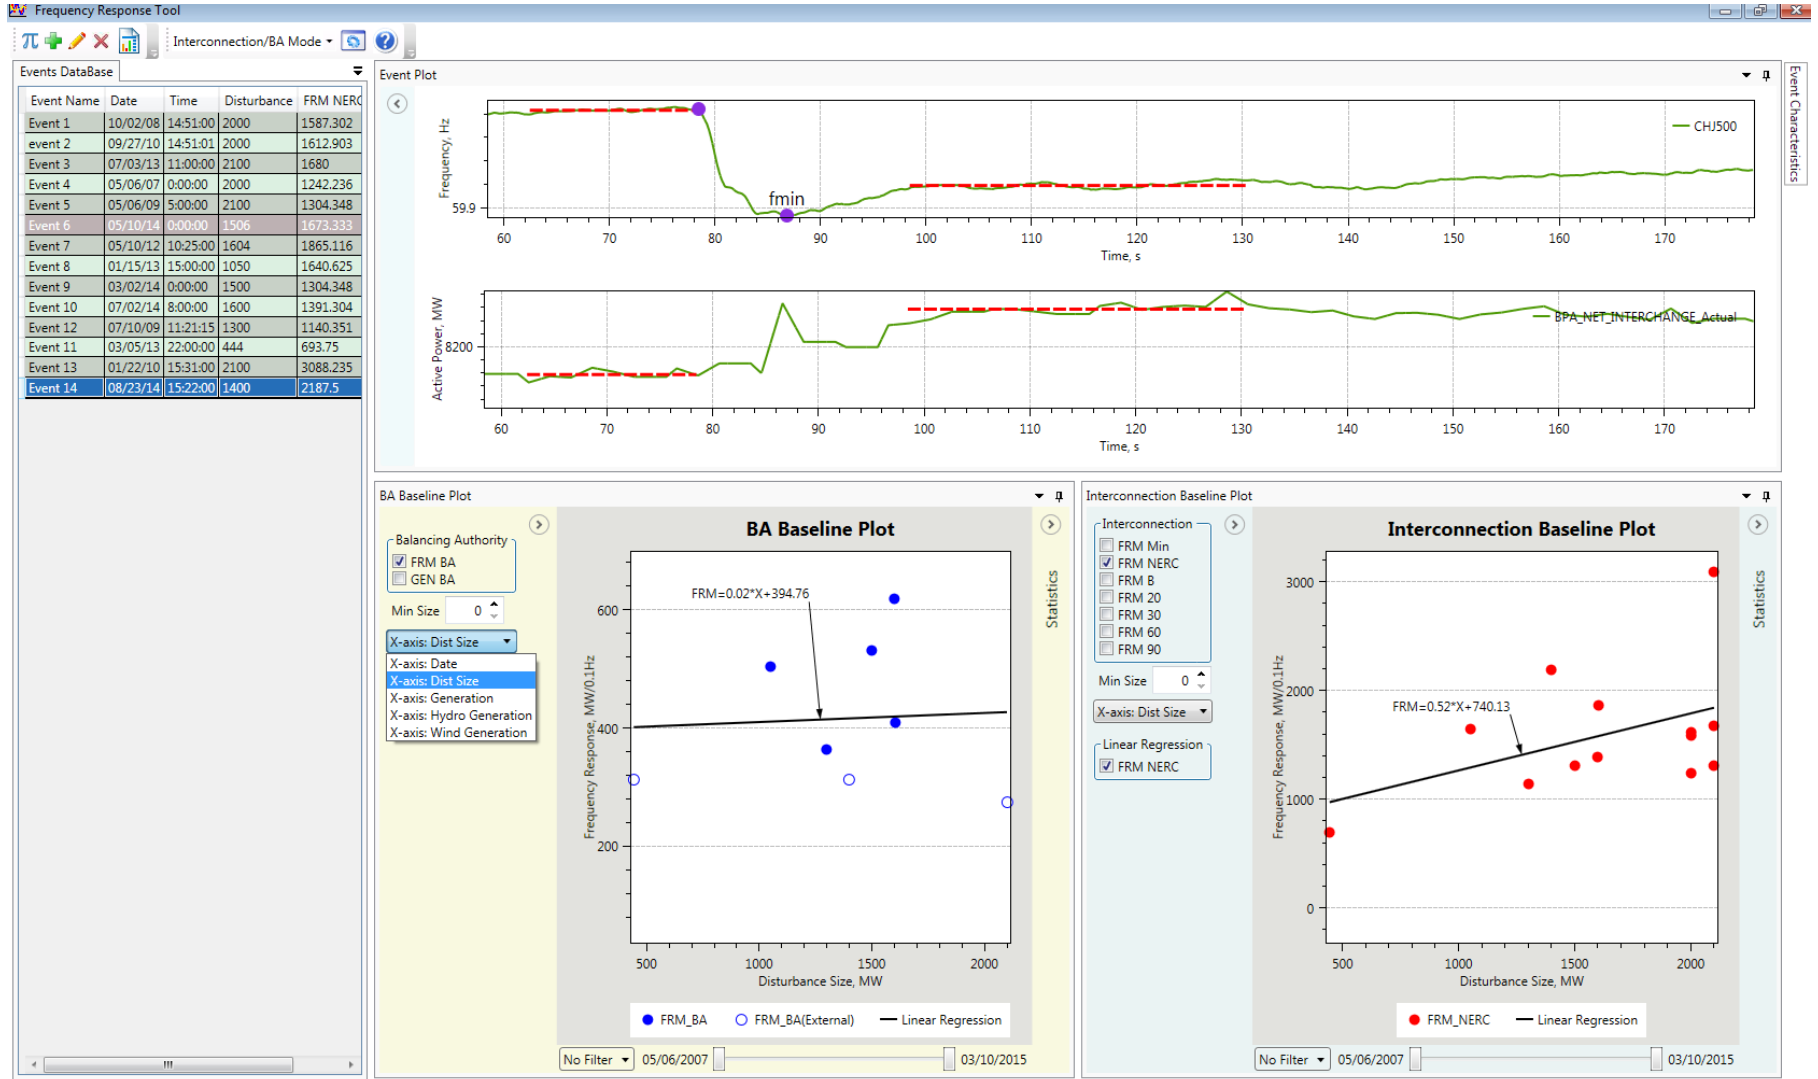 Frequency Response Tool
Interconnection/BA Mode
Events DataBase
Event Name Date Time Disturbance FRM NERC
Event 1 10/02/08 14:51:00 2000 1587.302
event 2 09/27/10 14:51:01 2000 1612.903
Event 3 07/03/13 11:00:00 2100 1680
Event 4 05/06/07 0:00:00 2000 1242.236
Event 5 05/06/09 5:00:00 2100 1304.348
Event 6 05/10/14 0:00:00 1506 1673.333
Event 7 05/10/12 10:25:00 1604 1865.116
Event 8 01/15/13 15:00:00 1050 1640.625
Event 9 03/02/14 0:00:00 1500 1304.348
Event 10 07/02/14 8:00:00 1600 1391.304
Event 12 07/10/09 11:21:15 1300 1140.351
Event 11 03/05/13 22:00:00 444 693.75
Event 13 01/22/10 15:31:00 2100 3088.235
Event 14 08/23/14 15:22:00 1400 2187.5
Event Plot
Event Characteristics
Frequency, Hz
CHJ500
fmin
59.9
60 70 80 90 100 110 120 130 140 150 160 170
Time, s
Active Power, MW
BPA_NET_INTERCHANGE_Actual
8200
60 70 80 90 100 110 120 130 140 150 160 170
Time, s
BA Baseline Plot
Balancing Authority
FRM BA
GEN BA
Min Size 0
X-axis: Dist Size
X-axis: Date
X-axis: Dist Size
X-axis: Generation
X-axis: Hydro Generation
X-axis: Wind Generation
BA Baseline Plot
FRM=0.02*X+394.76
Frequency Response, MW/0.1Hz
600
400
200
500 1000 1500 2000
Disturbance Size, MW
FRM_BA FRM_BA(External) Linear Regression
No Filter 05/06/2007 03/10/2015
Statistics
Interconnection Baseline Plot
Interconnection
FRM Min
FRM NERC
FRM B
FRM 20
FRM 30
FRM 60
FRM 90
Min Size 0
X-axis: Dist Size
Linear Regression
FRM NERC
Interconnection Baseline Plot
FRM=0.52*X+740.13
Frequency Response, MW/0.1Hz
3000
2000
1000
0
500 1000 1500 2000
Disturbance Size, MW
FRM_NERC Linear Regression
No Filter 05/06/2007 03/10/2015
Statistics